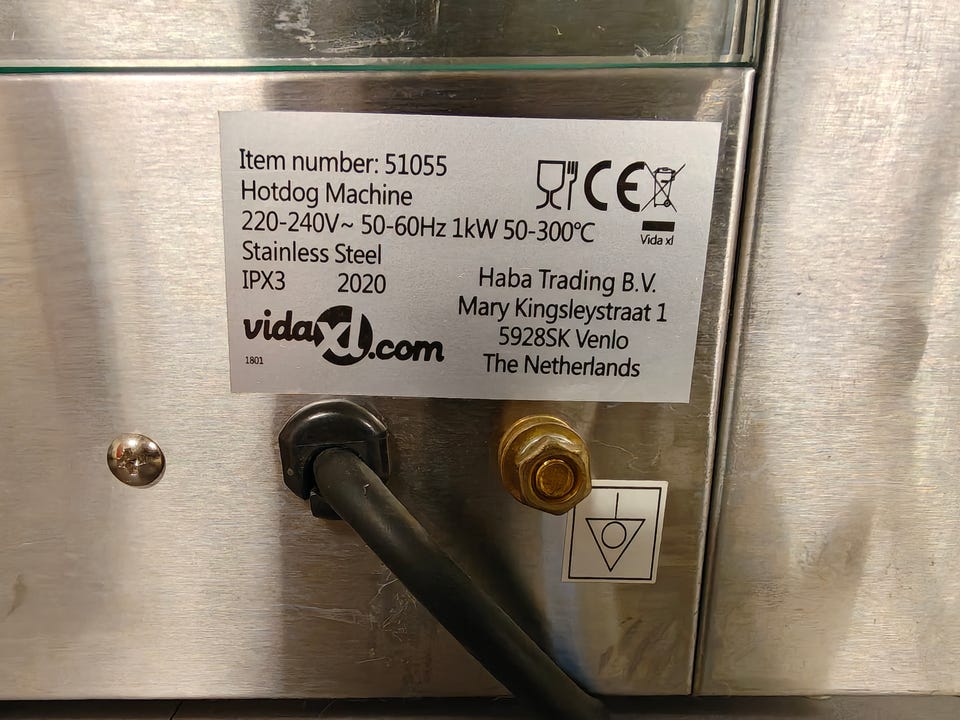 Item number: 51055
Hotdog Machine
220-240V~ 50-60Hz 1kW 50-300℃
Stainless Steel
IPX3 2020
vidaXL.com
1801
CE
Vida xl
Haba Trading B.V.
Mary Kingsleystraat 1
5928SK Venlo
The Netherlands